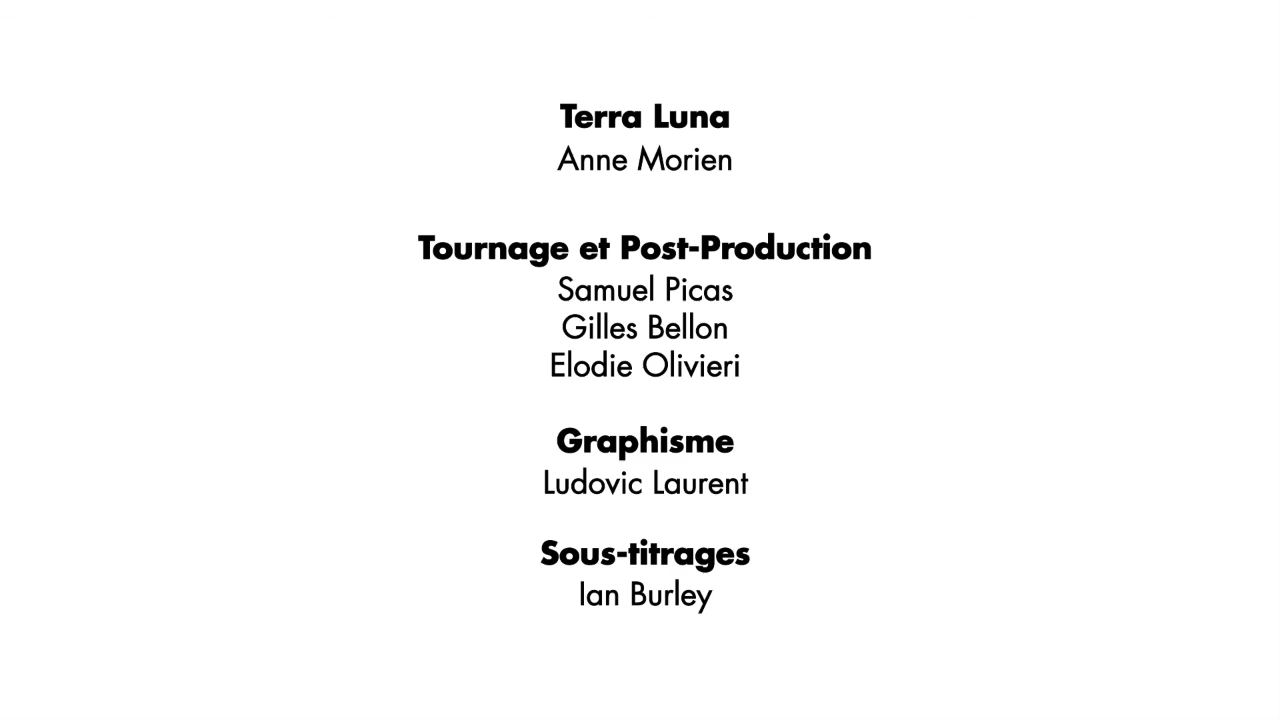 Terra Luna
Anne Morien
Tournage et Post-Production
Samuel Picas
Gilles Bellon
Elodie Olivieri
Graphisme
Ludovic Laurent
Sous-titrages
Ian Burley